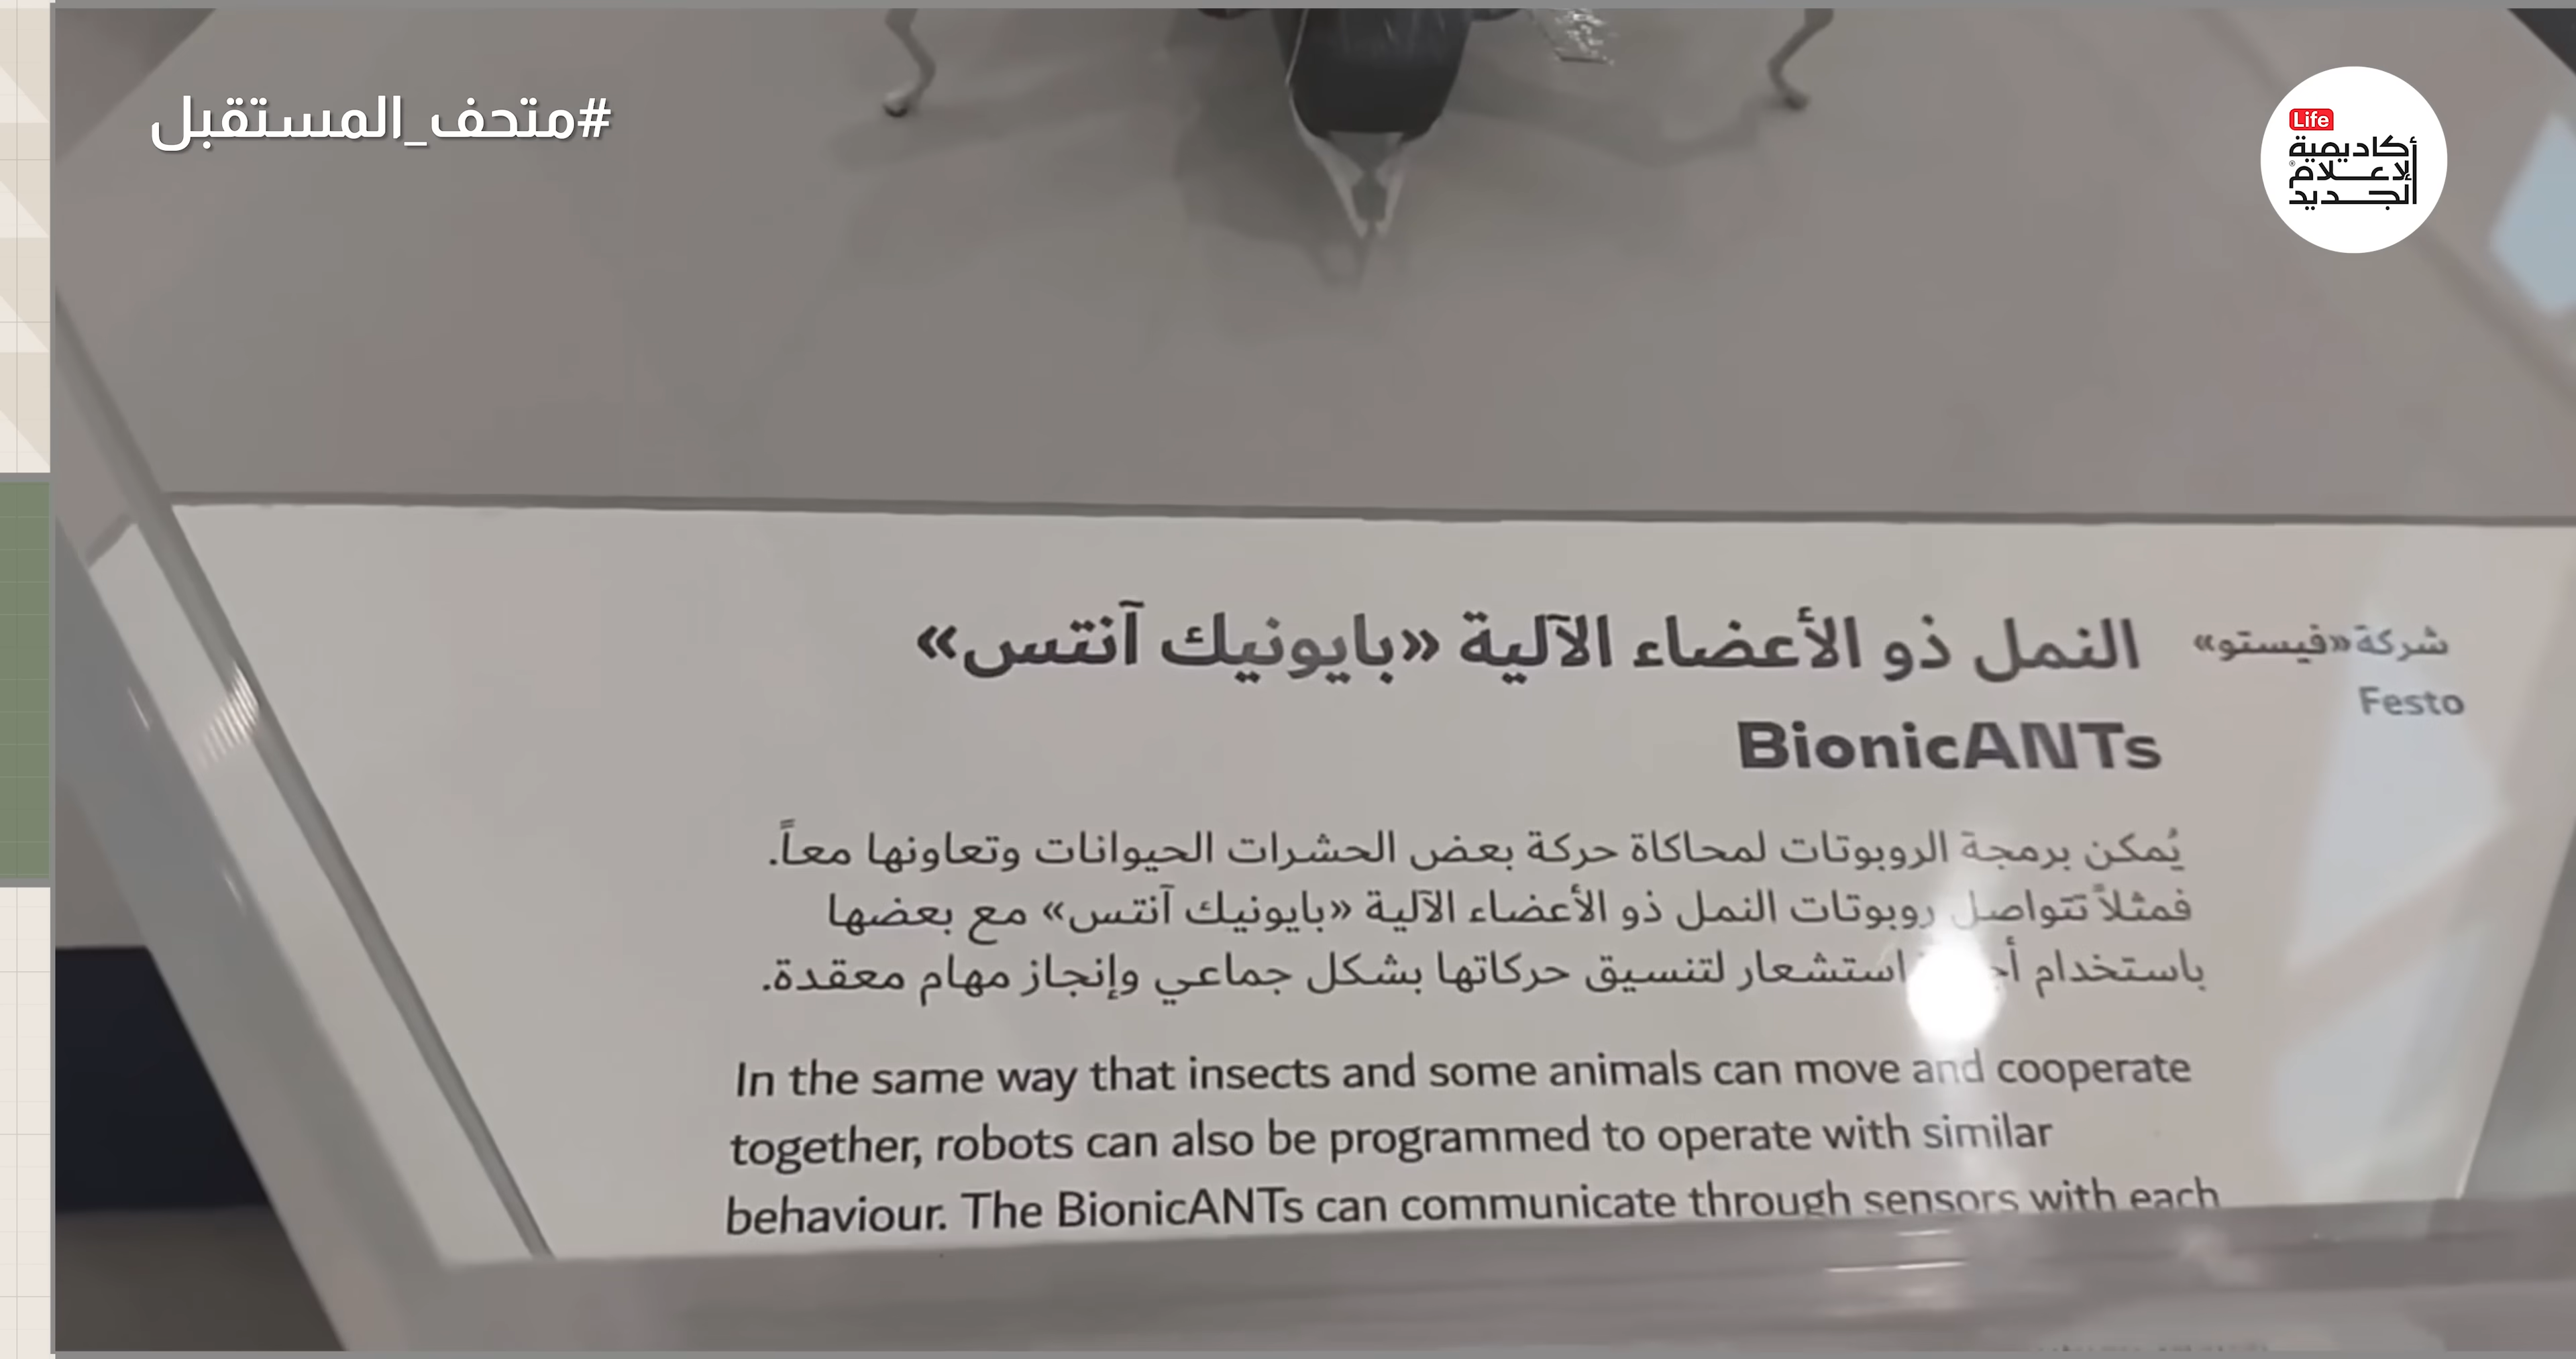 #متحف_المستقبل
Life
أكاديمية
الإعلام
الجديد
شركة «فيستو»
Festo
النمل ذو الأعضاء الآلية «بايونيك آنتس»
BionicANTs
يُمكن برمجة الروبوتات لمحاكاة حركة بعض الحشرات الحيوانات وتعاونها معاً.
فمثلاً تتواصل روبوتات النمل ذو الأعضاء الآلية «بايونيك آنتس» مع بعضها
باستخدام استشعار لتنسيق حركاتها بشكل جماعي وإنجاز مهام معقدة.
In the same way that insects and some animals can move and cooperate
together, robots can also be programmed to operate with similar
behaviour. The BionicANTs can communicate through sensors with each